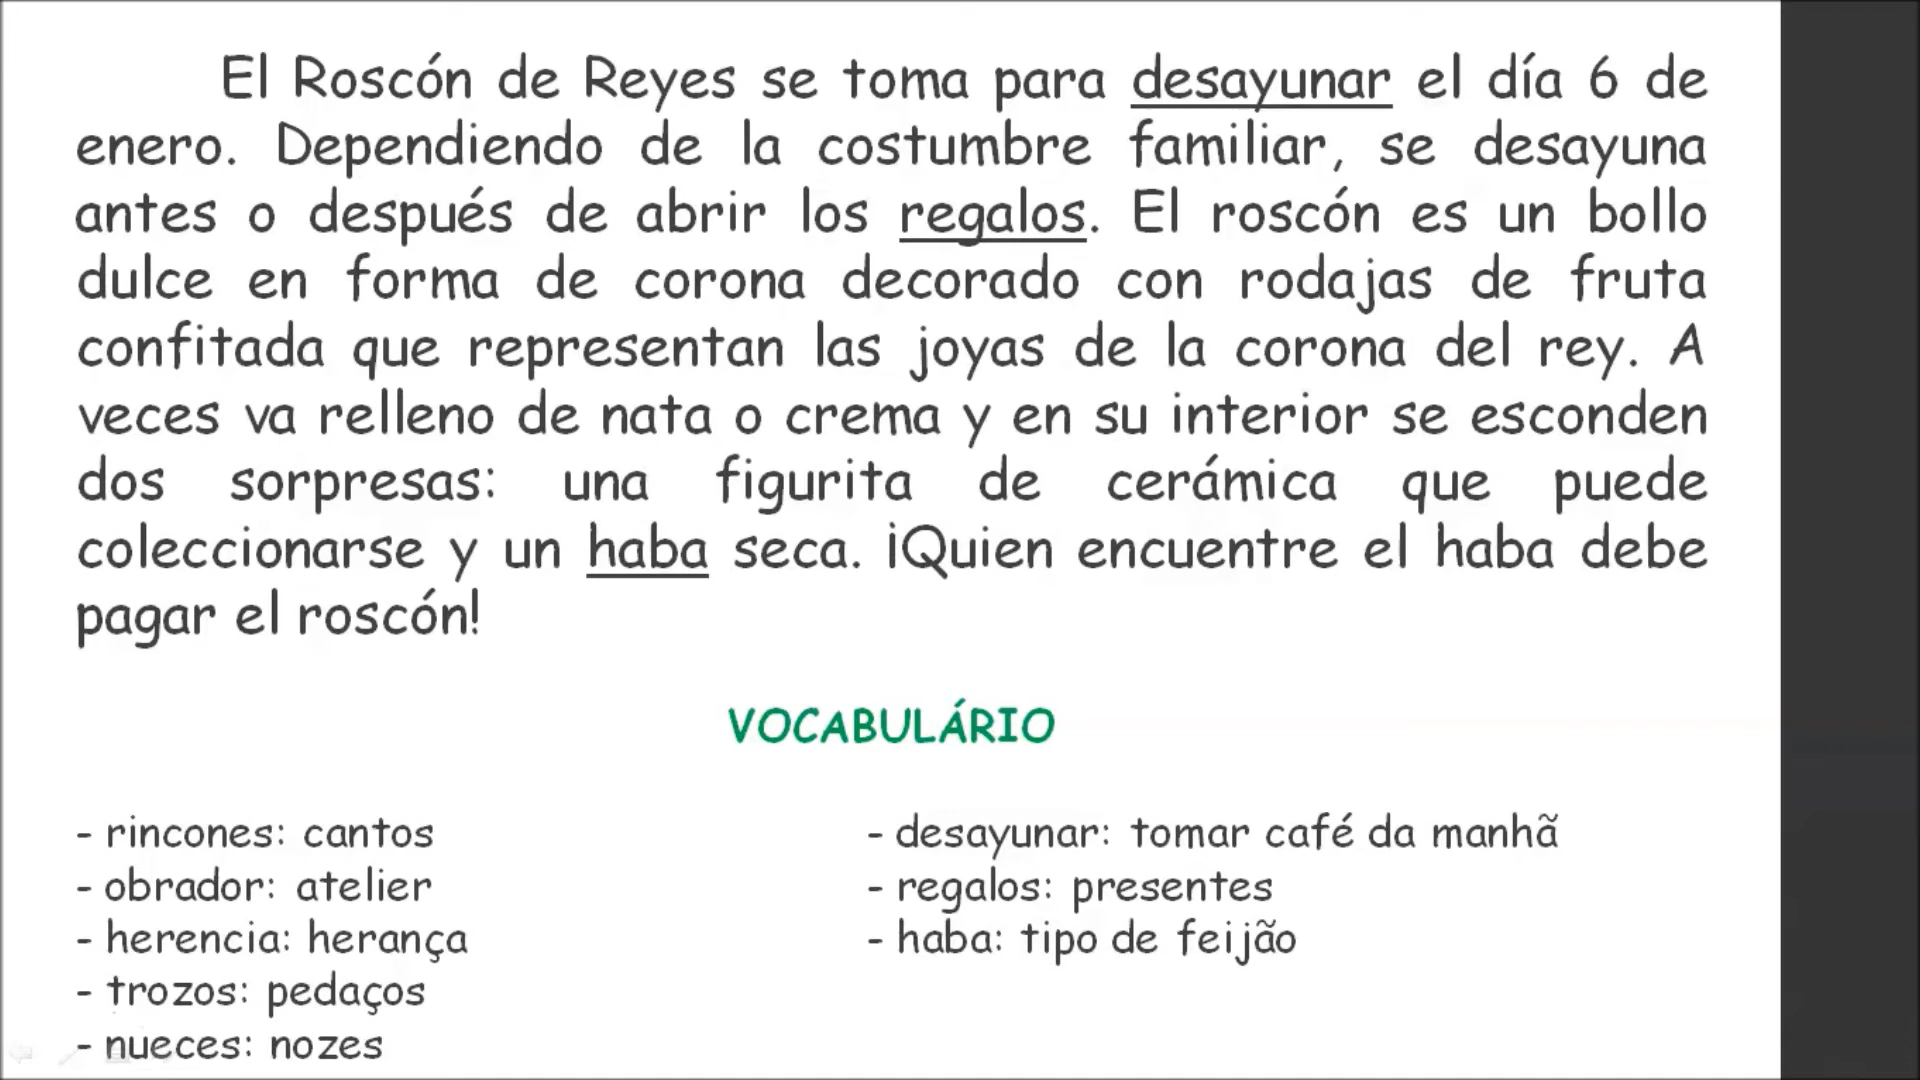 El Roscón de Reyes se toma para desayunar el día 6 de
enero. Dependiendo de la costumbre familiar, se desayuna
antes o después de abrir los regalos. El roscón es un bollo
dulce en forma de corona decorado con rodajas de fruta
confitada que representan las joyas de la corona del rey. A
veces va relleno de nata o crema y en su interior se esconden
dos sorpresas: una figurita de cerámica que puede
coleccionarse y un haba seca. ¡Quien encuentre el haba debe
pagar el roscón!
VOCABULÁRIO
- rincones: cantos
- obrador: atelier
- herencia: herança
- trozos: pedaços
- nueces: nozes
- desayunar: tomar café da manhã
- regalos: presentes
- haba: tipo de feijão